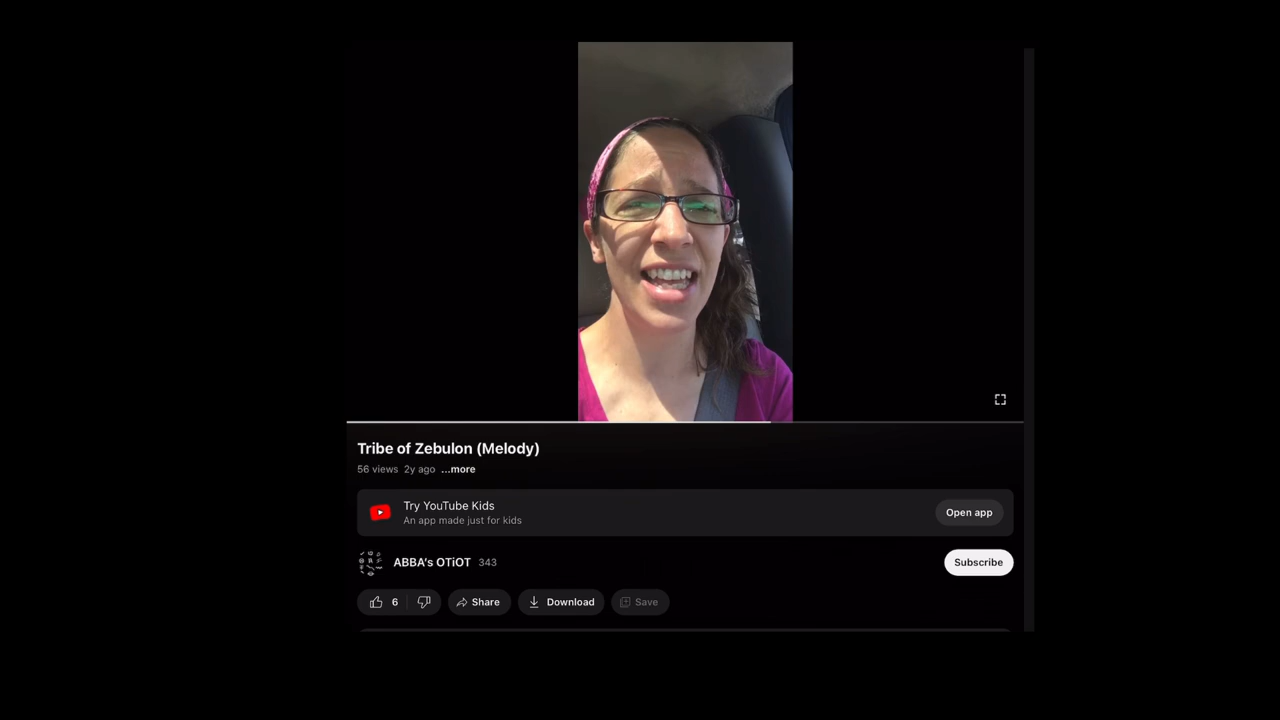 Tribe of Zebulon (Melody)
56 views 2y ago ...more
Try YouTube Kids
An app made just for kids
Open app
ABBA's OTiOT 343
Subscribe
6
Share
Download
Save